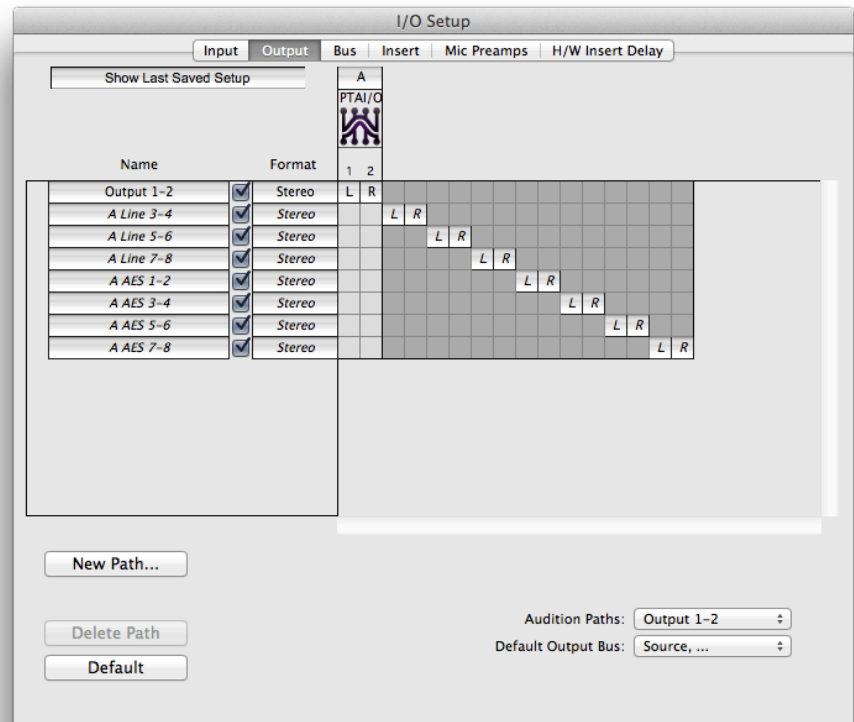 I/O Setup
Input Output Bus Insert Mic Preamps H/W Insert Delay
Show Last Saved Setup
A
PTAI/O
Name Format 1 2
Output 1-2 Stereo L R
A Line 3-4 Stereo L R
A Line 5-6 Stereo L R
A Line 7-8 Stereo L R
A AES 1-2 Stereo L R
A AES 3-4 Stereo L R
A AES 5-6 Stereo L R
A AES 7-8 Stereo L R
New Path...
Audition Paths: Output 1-2
Delete Path
Default Output Bus: Source, ...
Default